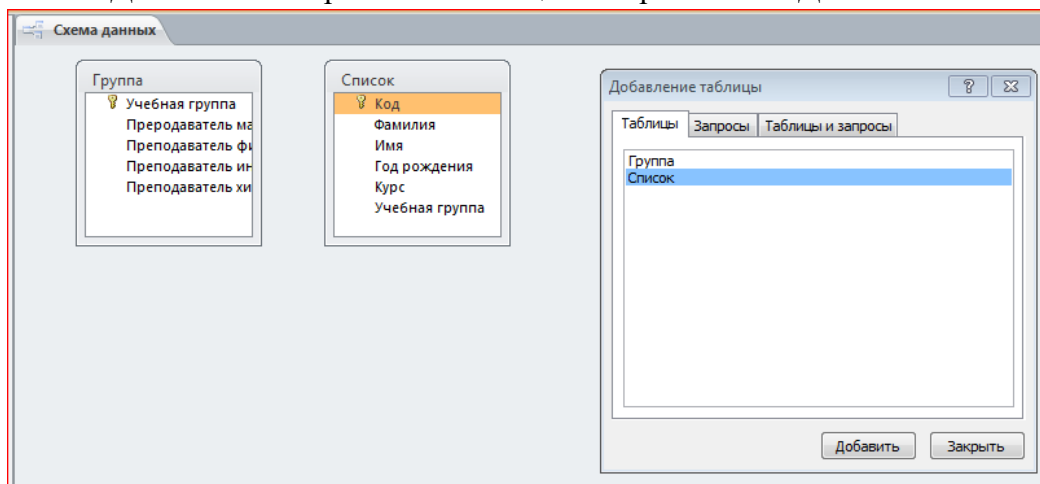 Схема данных
Группа
Учебная группа
Преродаватель ма
Преподаватель фи
Преподаватель ин
Преподаватель хи
Список
Код
Фамилия
Имя
Год рождения
Курс
Учебная группа
Добавление таблицы
Таблицы Запросы Таблицы и запросы
Группа
Список
Добавить Закрыть